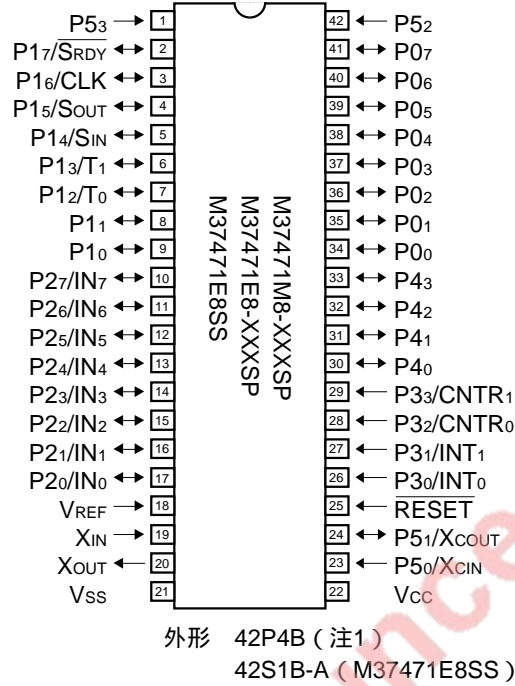 P53 1 42 P52
P17/SRDY 2 41 P07
P16/CLK 3 40 P06
P15/SOUT 4 39 P05
P14/SIN 5 38 P04
P13/T1 6 37 P03
P12/T0 7 36 P02
P11 8 35 P01
P10 9 34 P00
P27/IN7 10 33 P43
P26/IN6 11 32 P42
P25/IN5 12 31 P41
P24/IN4 13 30 P40
P23/IN3 14 29 P33/CNTR1
P22/IN2 15 28 P32/CNTR0
P21/IN1 16 27 P31/INT1
P20/IN0 17 26 P30/INT0
VREF 18 25 RESET
XIN 19 24 P51/XCOUT
XOUT 20 23 P50/XCIN
VSS 21 22 VCC
M37471M8-XXXSP
M37471E8-XXXSP
M37471E8SS
外形 42P4B(注1)
42S1B-A(M37471E8SS)